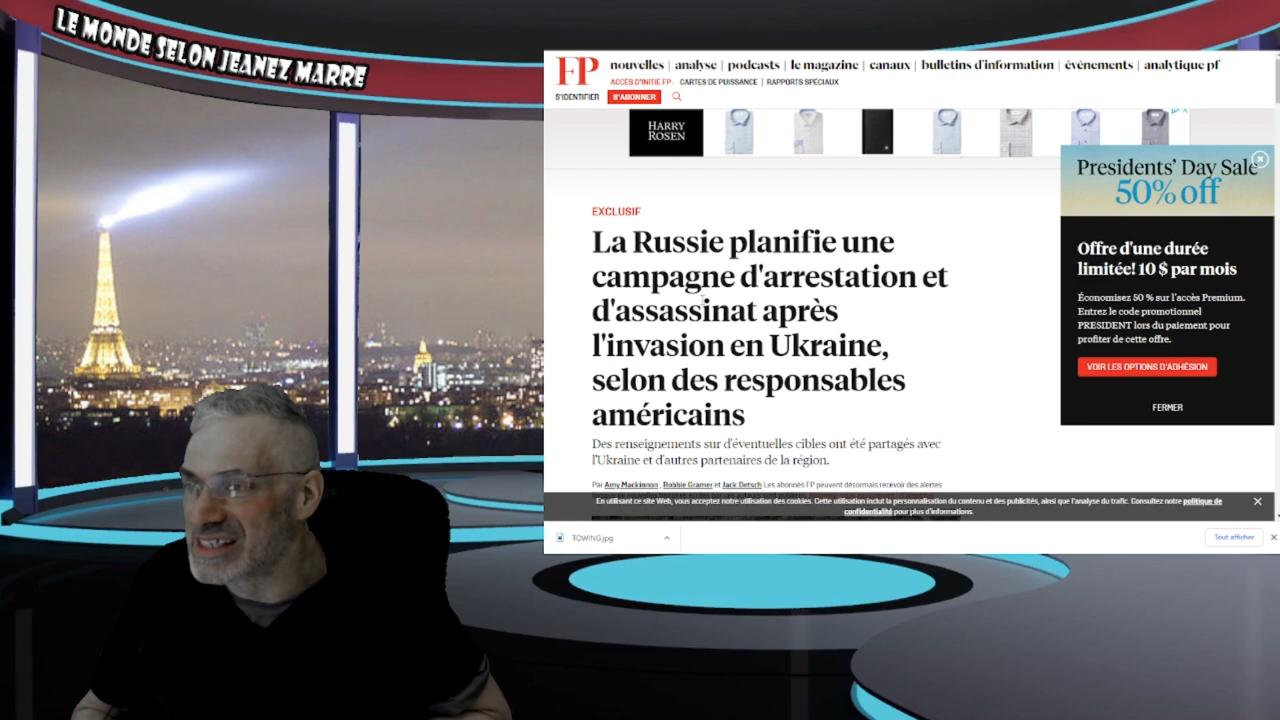 LE MONDE SELON JEANEZ MARRE
FP
nouvelles | analyse | podcasts | le magazine | canaux | bulletins d'information | événements | analytique pf
ACCÈS D'INITIÉ FP CARTES DE PUISSANCE | RAPPORTS SPÉCIAUX
S'IDENTIFIER S'ABONNER
HARRY
ROSEN
Presidents' Day Sale
50% off
Offre d'une durée
limitée! 10 $ par mois
Économisez 50 % sur l'accès Premium.
Entrez le code promotionnel
PRESIDENT lors du paiement pour
profiter de cette offre.
VOIR LES OPTIONS D'ADHÉSION
FERMER
EXCLUSIF
La Russie planifie une
campagne d'arrestation et
d'assassinat après
l'invasion en Ukraine,
selon des responsables
américains
Des renseignements sur d'éventuelles cibles ont été partagés avec
l'Ukraine et d'autres partenaires de la région.
Par Amy Mackinnon , Robbie Gramer et Jack Detsch Les abonnés FP peuvent désormais recevoir des alertes
En utilisant ce site Web, vous acceptez notre utilisation des cookies. Cette utilisation inclut la personnalisation du contenu et des publicités, ainsi que l'analyse du trafic. Consultez notre politique de
confidentialité pour plus d'informations.
TOWING.jpg
Tout afficher